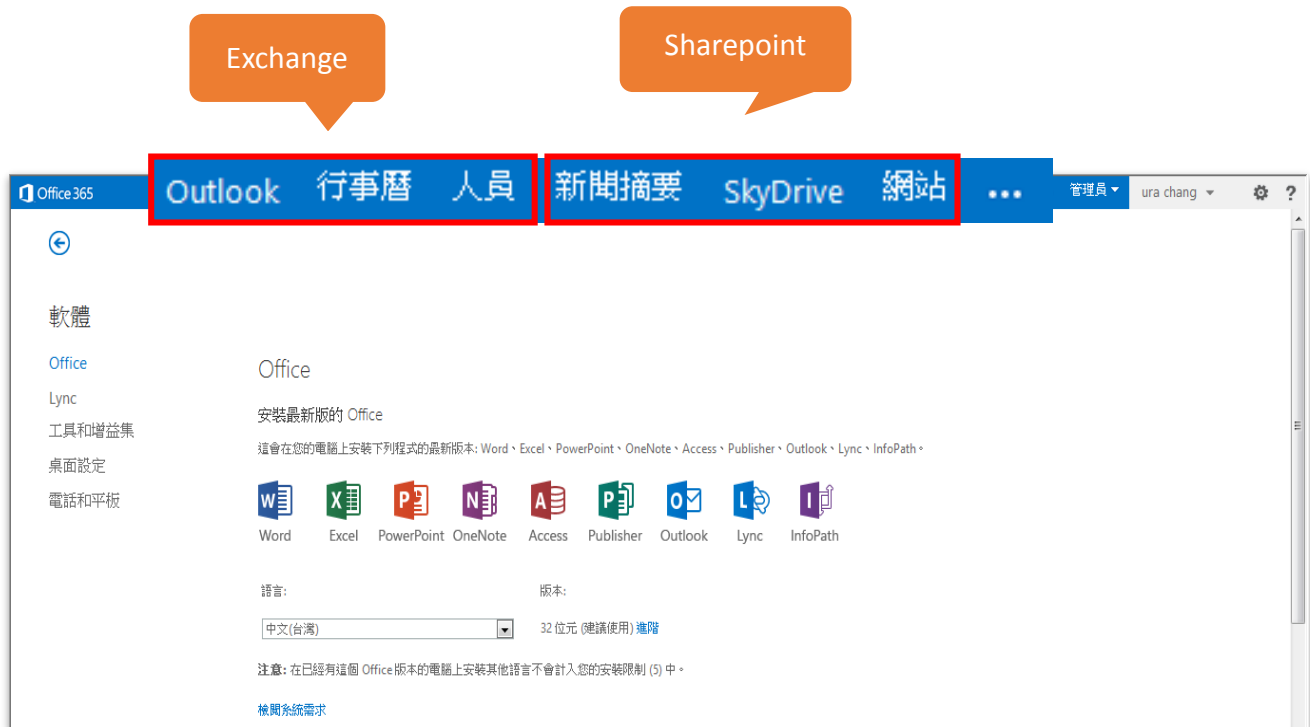 Exchange
Sharepoint
Office 365 Outlook 行事曆 人員 新聞摘要 SkyDrive 網站 ••• 管理員 ura chang ?
軟體
Office
Lync
工具和增益集
桌面設定
電話和平板
Office
安裝最新版的 Office
這會在您的電腦上安裝下列程式的最新版本: Word、Excel、PowerPoint、OneNote、Access、Publisher、Outlook、Lync、InfoPath。
Word Excel PowerPoint OneNote Access Publisher Outlook Lync InfoPath
語言: 版本:
中文(台灣) 32 位元 (建議使用) 進階
注意: 在已經有這個 Office 版本的電腦上安裝其他語言不會計入您的安裝限制 (5) 中。
檢閱系統需求